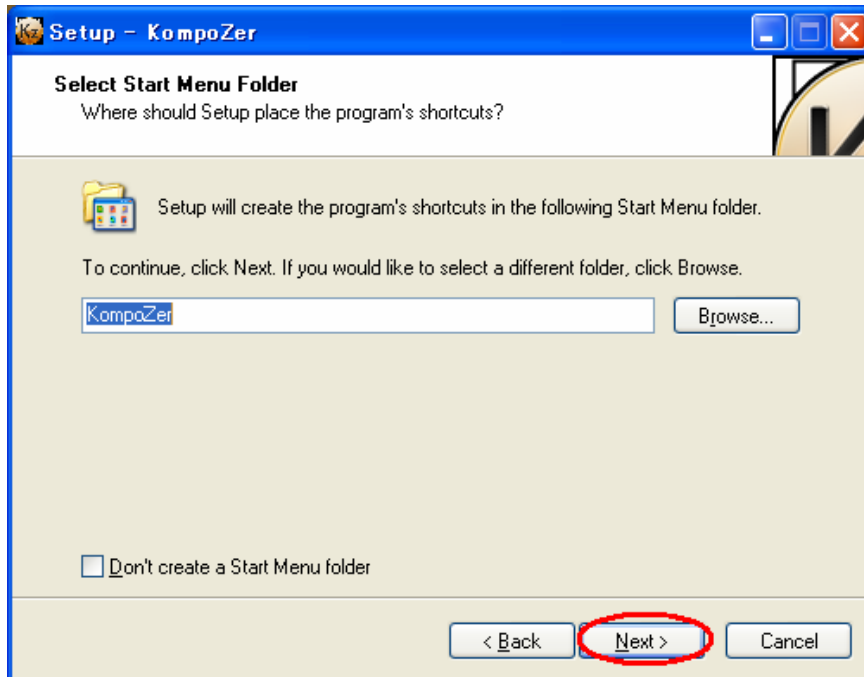 Setup - KompoZer
Select Start Menu Folder
Where should Setup place the program's shortcuts?
Setup will create the program's shortcuts in the following Start Menu folder.
To continue, click Next. If you would like to select a different folder, click Browse.
KompoZer
Browse...
Don't create a Start Menu folder
< Back
Next >
Cancel